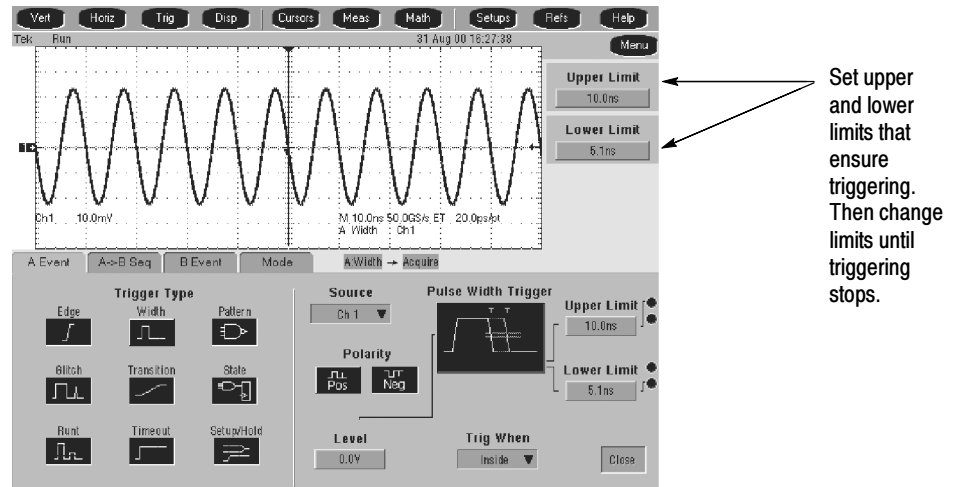 Vert Horiz Trig Disp Cursors Meas Math Setups Refs Help
Tek Run 31 Aug 00 16:27:38 Menu
Upper Limit
10.0ns
Lower Limit
5.1ns
Set upper
and lower
limits that
ensure
triggering.
Then change
limits until
triggering
stops.
1
Ch1 10.0mV M 10.0ns 50.0GS/s ET 20.0ps/pt
A Width Ch1
A Event A->B Seq B Event Mode A:Width → Acquire
Trigger Type
Edge Width Pattern
Glitch Transition State
Runt Timeout Setup/Hold
Source
Ch 1
Polarity
Pos Neg
Level
0.0V
Pulse Width Trigger
T T
Trig When
Inside
Upper Limit
10.0ns
Lower Limit
5.1ns
Close